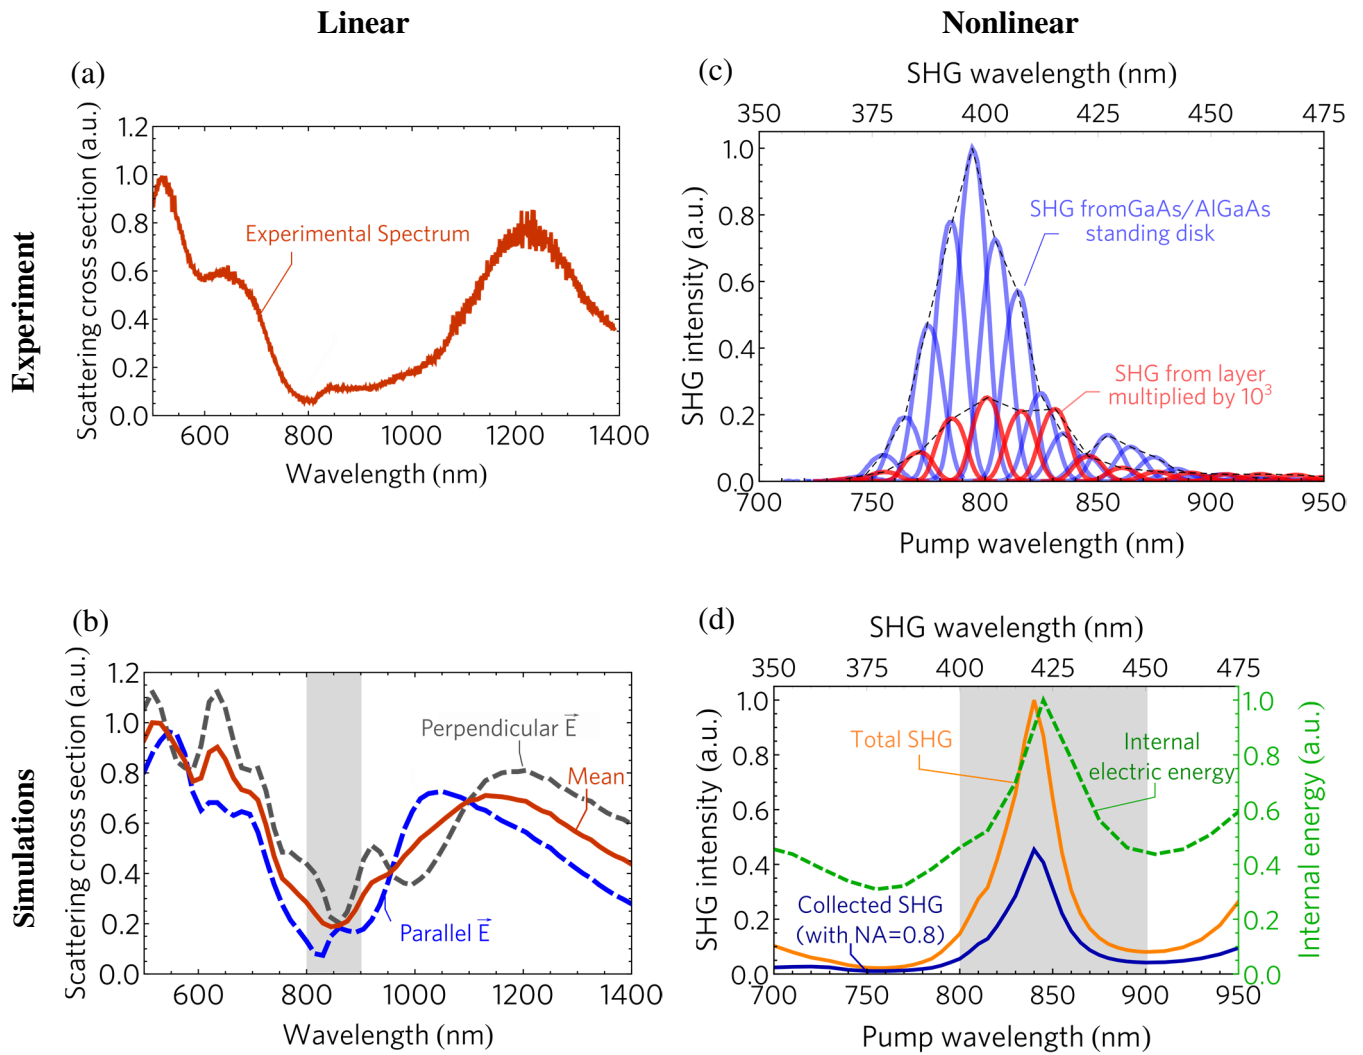 Linear
Nonlinear
Experiment
Simulations
(a)
Scattering cross section (a.u.)
1.2
1.0
0.8
0.6
0.4
0.2
0.0
Experimental Spectrum
600 800 1000 1200 1400
Wavelength (nm)
(c)
SHG wavelength (nm)
350 375 400 425 450 475
SHG intensity (a.u.)
1.0
0.8
0.6
0.4
0.2
0.0
SHG fromGaAs/AlGaAs
standing disk
SHG from layer
multiplied by 10³
700 750 800 850 900 950
Pump wavelength (nm)
(b)
Scattering cross section (a.u.)
1.2
1.0
0.8
0.6
0.4
0.2
0.0
Perpendicular E⃗
Mean
Parallel E⃗
600 800 1000 1200 1400
Wavelength (nm)
(d)
SHG wavelength (nm)
350 375 400 425 450 475
SHG intensity (a.u.)
1.0
0.8
0.6
0.4
0.2
0.0
Total SHG
Internal
electric energy
Collected SHG
(with NA=0.8)
1.0
0.8
0.6
0.4
0.2
0.0
Internal energy (a.u.)
700 750 800 850 900 950
Pump wavelength (nm)